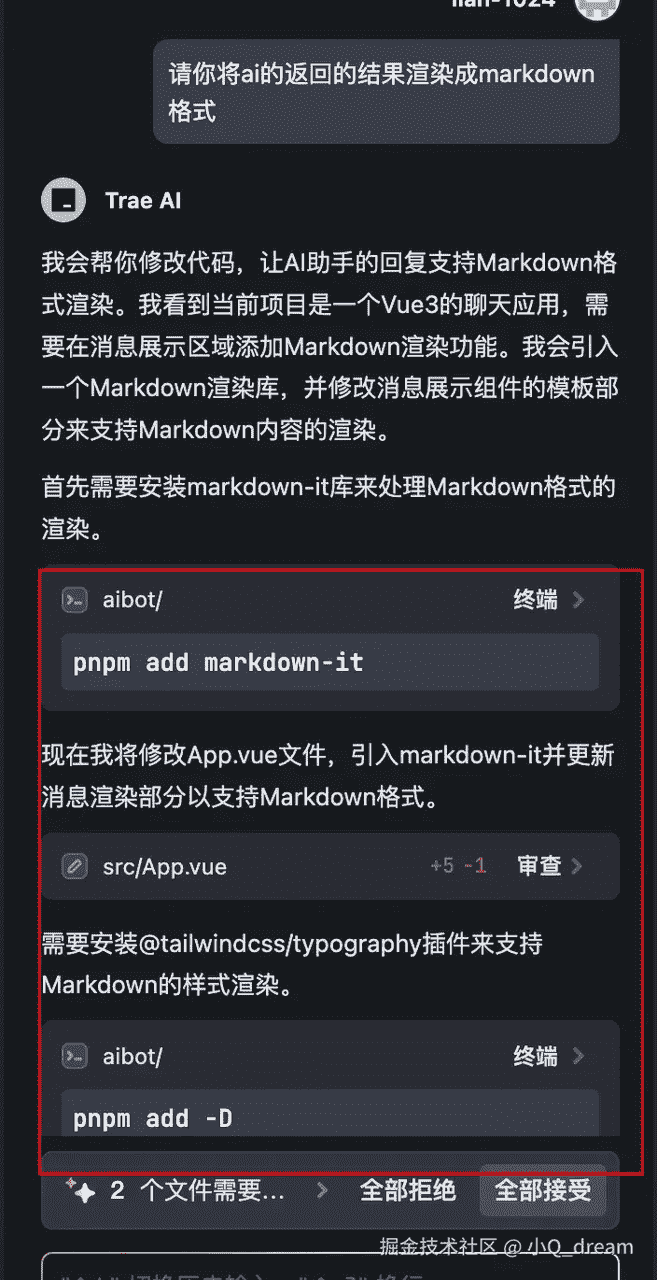 lian-1024
请你将ai的返回的结果渲染成markdown
格式
Trae AI
我会帮你修改代码，让AI助手的回复支持Markdown格
式渲染。我看到当前项目是一个Vue3的聊天应用，需
要在消息展示区域添加Markdown渲染功能。我会引入
一个Markdown渲染库，并修改消息展示组件的模板部
分来支持Markdown内容的渲染。
首先需要安装markdown-it库来处理Markdown格式的
渲染。
aibot/ 终端
pnpm add markdown-it
现在我将修改App.vue文件，引入markdown-it并更新
消息渲染部分以支持Markdown格式。
src/App.vue +5 -1 审查
需要安装@tailwindcss/typography插件来支持
Markdown的样式渲染。
aibot/ 终端
pnpm add -D
2 个文件需要... 全部拒绝 全部接受
掘金技术社区 @ 小Q_dream